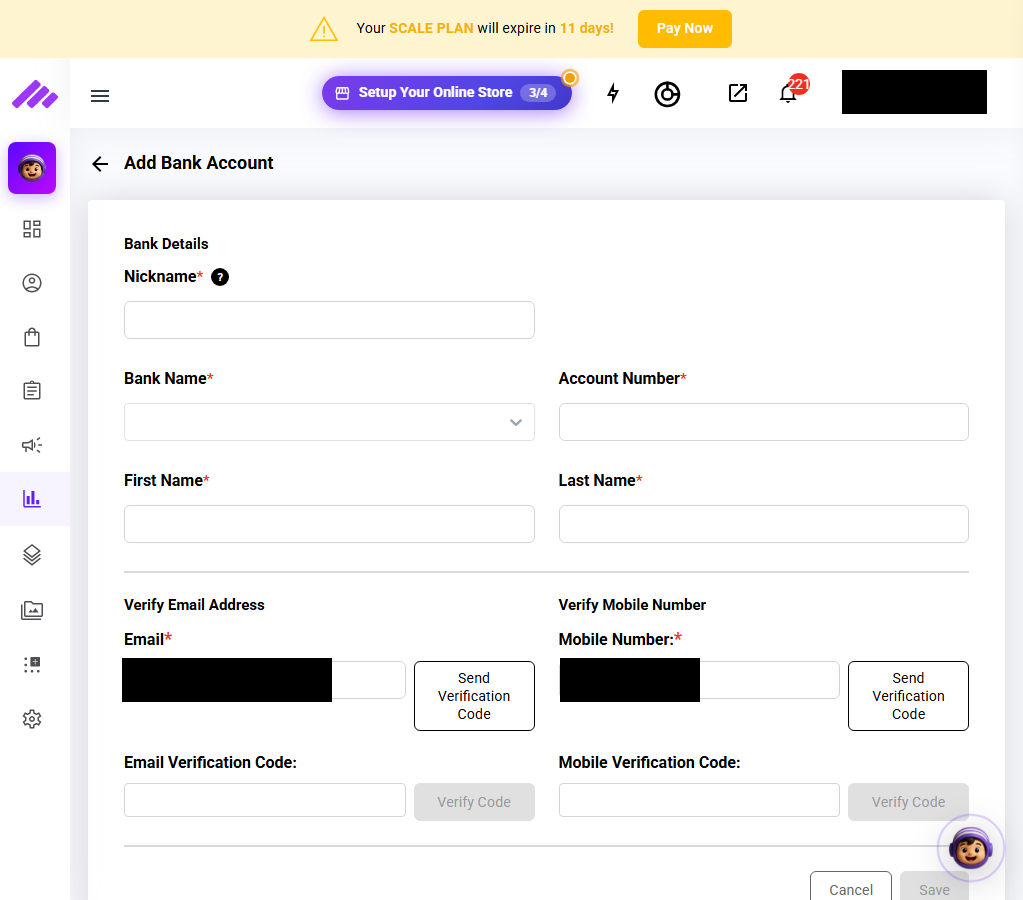 Your SCALE PLAN will expire in 11 days! Pay Now
Setup Your Online Store 3/4
221
Add Bank Account
Bank Details
Nickname* ?
Bank Name* Account Number*
First Name* Last Name*
Verify Email Address Verify Mobile Number
Email* Mobile Number:*
Send Verification Code Send Verification Code
Email Verification Code: Mobile Verification Code:
Verify Code Verify Code
Cancel Save